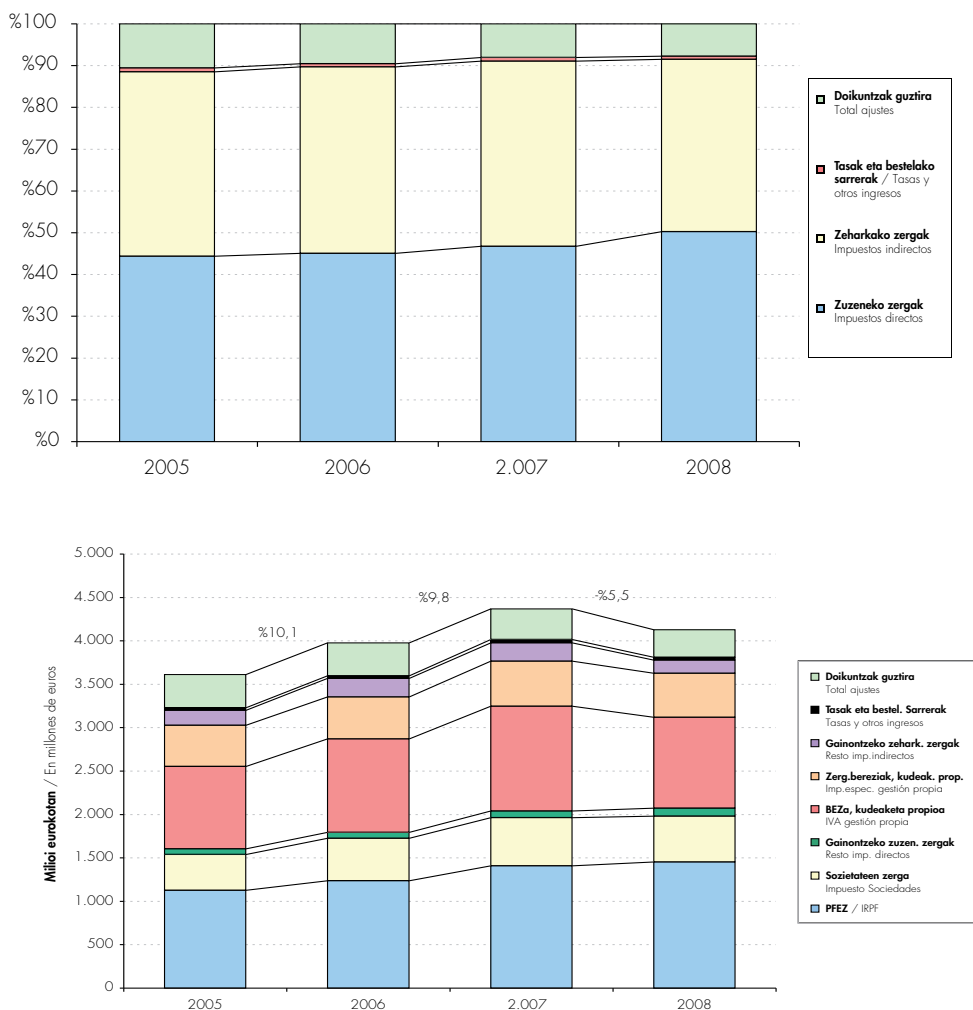 %100
%90
%80
%70
%60
%50
%40
%30
%20
%10
%0
2005 2006 2.007 2008
Doikuntzak guztira
Total ajustes
Tasak eta bestelako
sarrerak / Tasas y
otros ingresos
Zeharkako zergak
Impuestos indirectos
Zuzeneko zergak
Impuestos directos
Milioi eurokotan / En millones de euros
5.000
4.500
4.000
3.500
3.000
2.500
2.000
1.500
1.000
500
0
%10,1
%9,8
-%5,5
2005 2006 2.007 2008
Doikuntzak guztira
Total ajustes
Tasak eta bestel. Sarrerak
Tasas y otros ingresos
Gainontzeko zehark. zergak
Resto imp.indirectos
Zerg.bereziak, kudeak. prop.
Imp.espec. gestión propia
BEZa, kudeaketa propioa
IVA gestión propia
Gainontzeko zuzen. zergak
Resto imp. directos
Sozietateen zerga
Impuesto Sociedades
PFEZ / IRPF